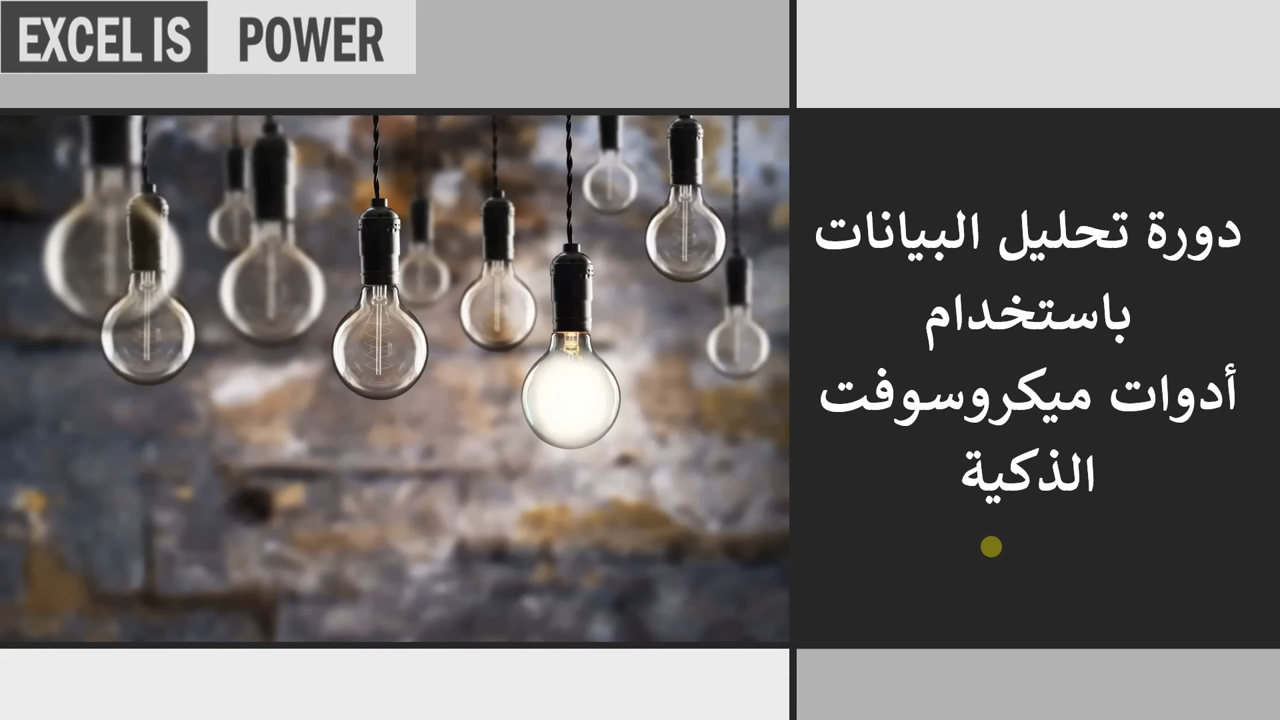 EXCEL IS POWER
دورة تحليل البيانات
باستخدام
أدوات ميكروسوفت
الذكية